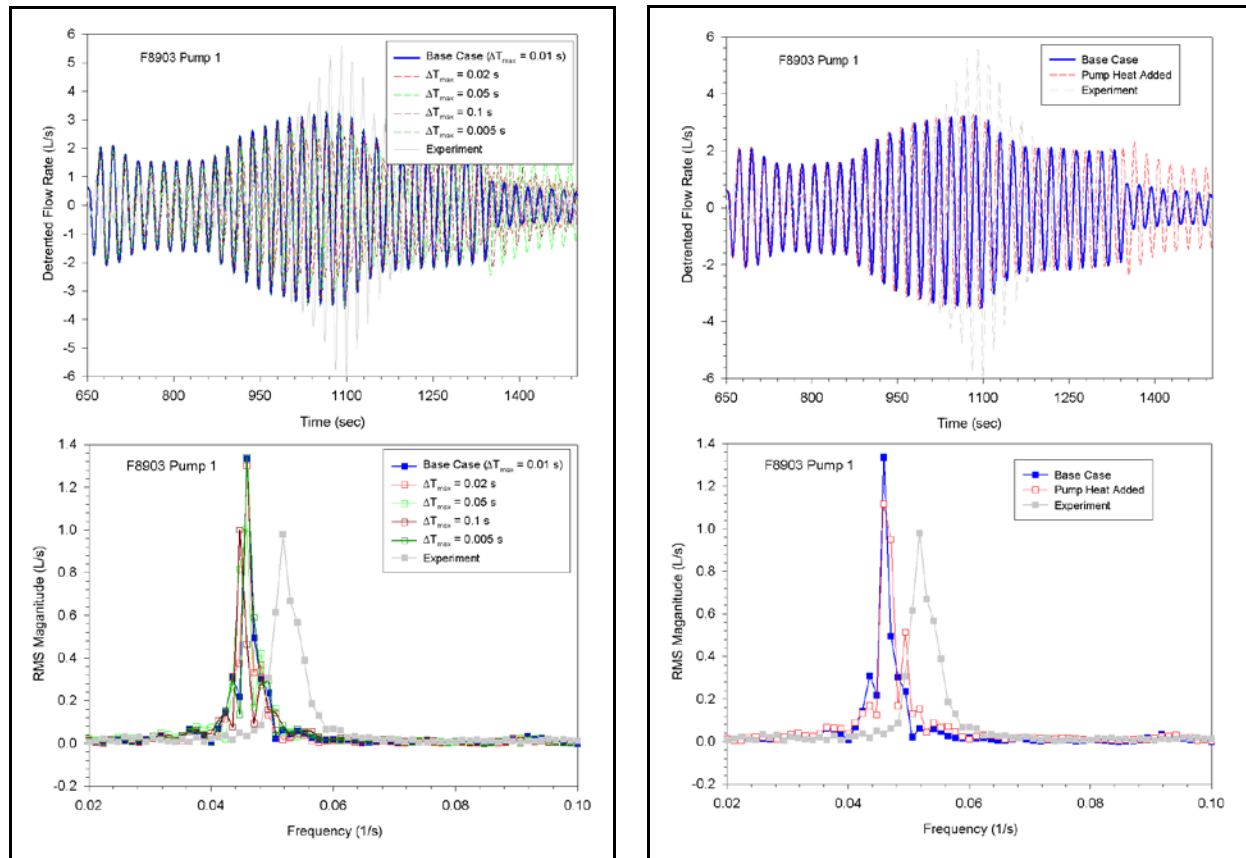 F8903 Pump 1
Base Case (ΔTmax = 0.01 s)
ΔTmax = 0.02 s
ΔTmax = 0.05 s
ΔTmax = 0.1 s
ΔTmax = 0.005 s
Experiment
Detrented Flow Rate (L/s)
6
5
4
3
2
1
0
-1
-2
-3
-4
-5
-6
650
800
950
1100
1250
1400
Time (sec)
F8903 Pump 1
Base Case (ΔTmax = 0.01 s)
ΔTmax = 0.02 s
ΔTmax = 0.05 s
ΔTmax = 0.1 s
ΔTmax = 0.005 s
Experiment
RMS Maganitude (L/s)
1.4
1.2
1.0
0.8
0.6
0.4
0.2
0.0
-0.2
0.02
0.04
0.06
0.08
0.10
Frequency (1/s)
F8903 Pump 1
Base Case
Pump Heat Added
Experiment
Detrented Flow Rate (L/s)
6
4
2
0
-2
-4
-6
650
800
950
1100
1250
1400
Time (sec)
F8903 Pump 1
Base Case
Pump Heat Added
Experiment
RMS Maganitude (L/s)
1.4
1.2
1.0
0.8
0.6
0.4
0.2
0.0
-0.2
0.02
0.04
0.06
0.08
0.10
Frequency (1/s)